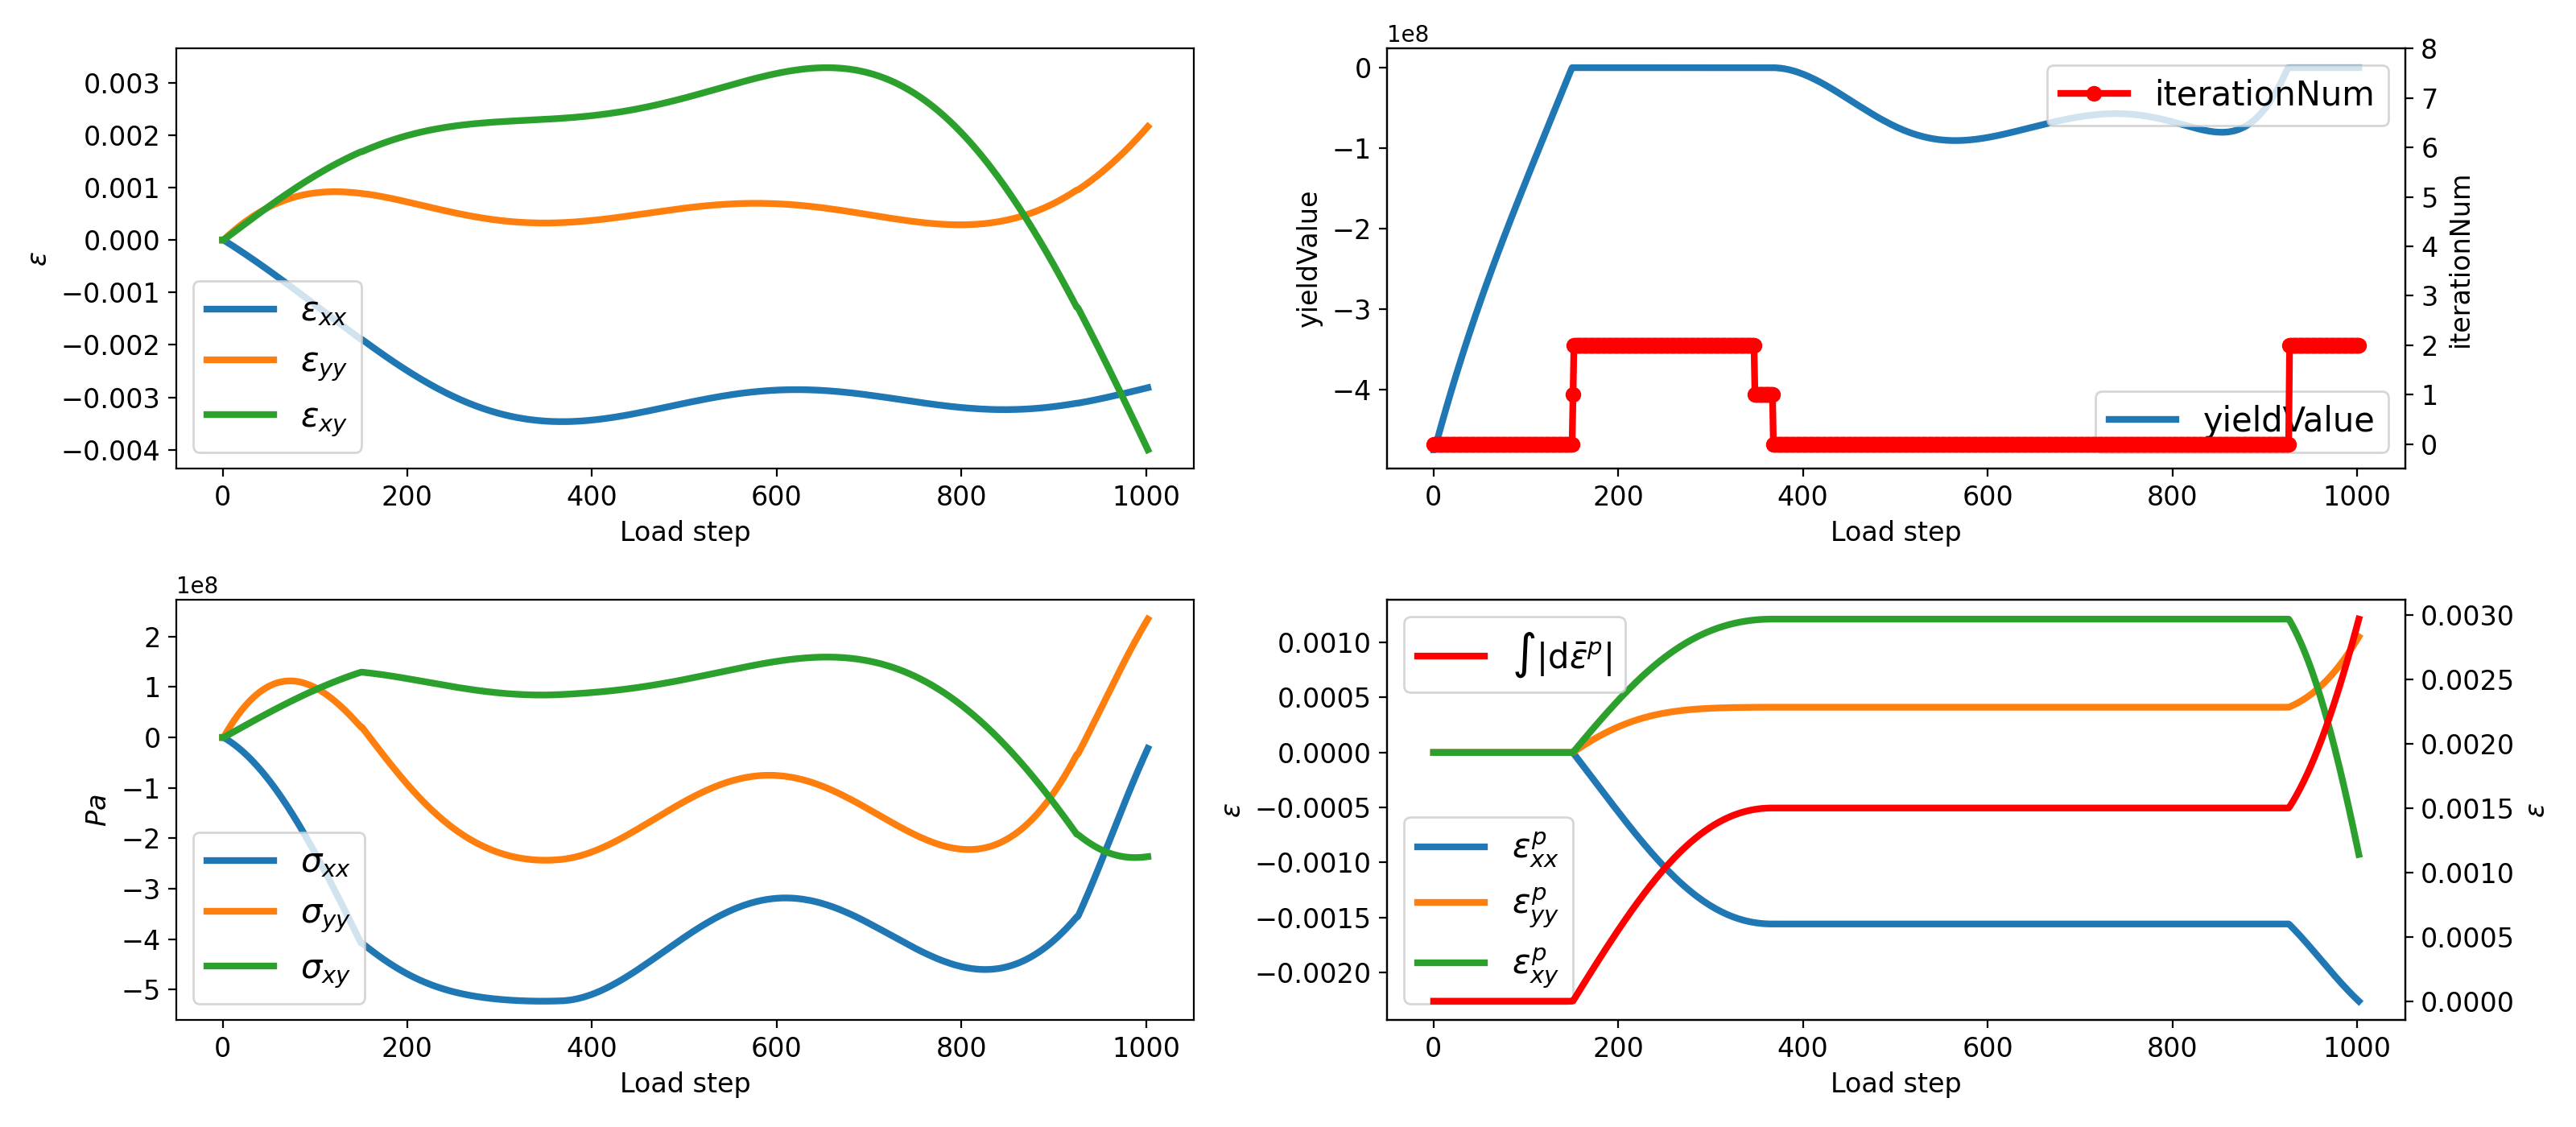 0.003
0.002
0.001
0.000
−0.001
−0.002
−0.003
−0.004
ε
ε_xx
ε_yy
ε_xy
0 200 400 600 800 1000
Load step
1e8
0
−1
−2
−3
−4
yieldValue
iterationNum
yieldValue
8
7
6
5
4
3
2
1
0
iterationNum
0 200 400 600 800 1000
Load step
1e8
2
1
0
−1
−2
−3
−4
−5
Pa
σ_xx
σ_yy
σ_xy
0 200 400 600 800 1000
Load step
0.0010
0.0005
0.0000
−0.0005
−0.0010
−0.0015
−0.0020
ε
∫|dε̄^p|
ε^p_xx
ε^p_yy
ε^p_xy
0.0030
0.0025
0.0020
0.0015
0.0010
0.0005
0.0000
ε
0 200 400 600 800 1000
Load step